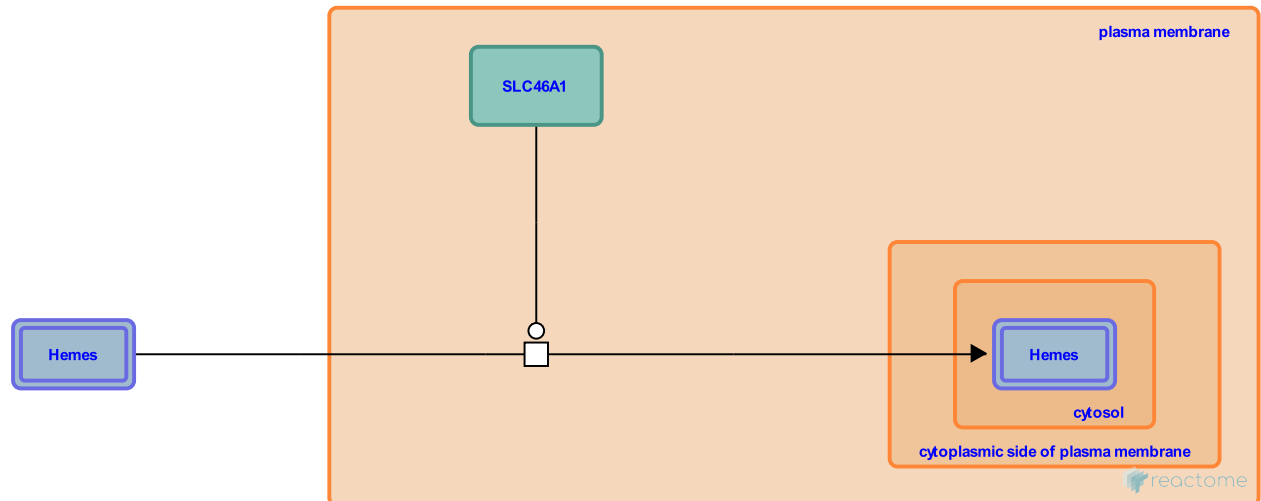 plasma membrane
SLC46A1
Hemes
Hemes
cytosol
cytoplasmic side of plasma membrane
reactome